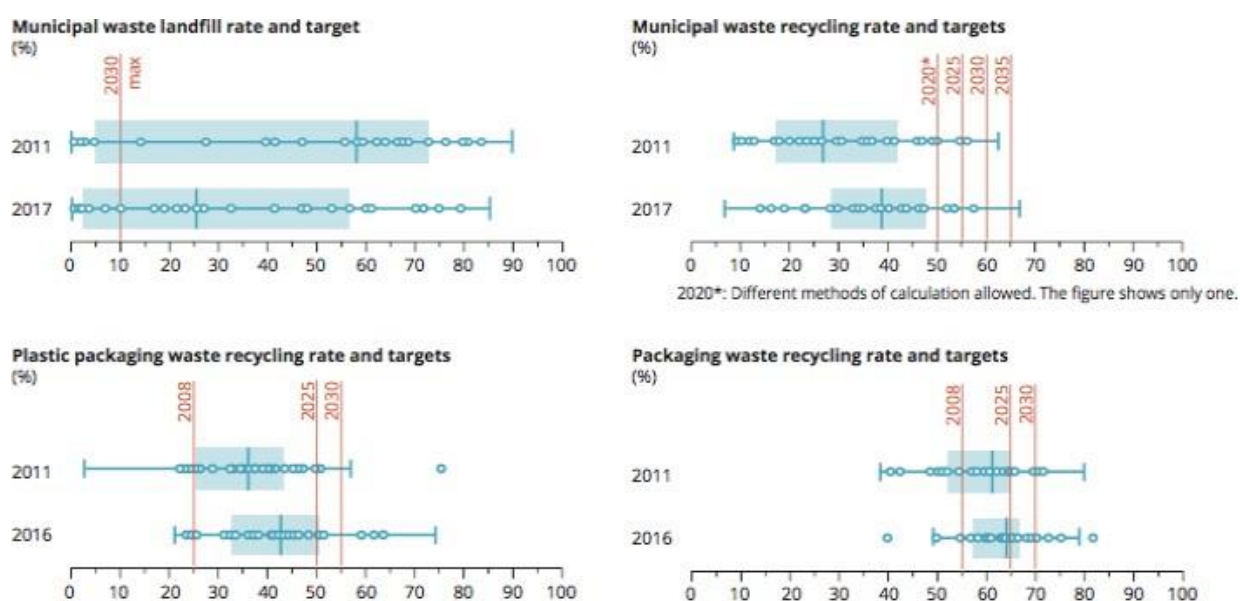 Municipal waste landfill rate and target
(%)
2030
max
2011
2017
0 10 20 30 40 50 60 70 80 90 100
Municipal waste recycling rate and targets
(%)
2020*
2025
2030
2035
2011
2017
0 10 20 30 40 50 60 70 80 90 100
2020*: Different methods of calculation allowed. The figure shows only one.
Plastic packaging waste recycling rate and targets
(%)
2008
2025
2030
2011
2016
0 10 20 30 40 50 60 70 80 90 100
Packaging waste recycling rate and targets
(%)
2008
2025
2030
2011
2016
0 10 20 30 40 50 60 70 80 90 100